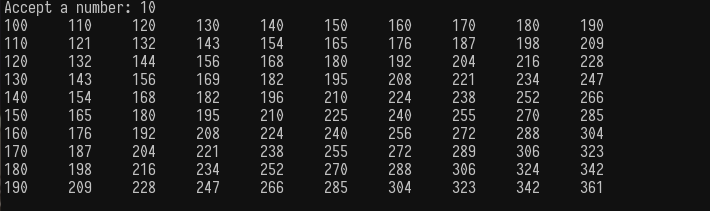 Accept a number: 10
100 110 120 130 140 150 160 170 180 190
110 121 132 143 154 165 176 187 198 209
120 132 144 156 168 180 192 204 216 228
130 143 156 169 182 195 208 221 234 247
140 154 168 182 196 210 224 238 252 266
150 165 180 195 210 225 240 255 270 285
160 176 192 208 224 240 256 272 288 304
170 187 204 221 238 255 272 289 306 323
180 198 216 234 252 270 288 306 324 342
190 209 228 247 266 285 304 323 342 361